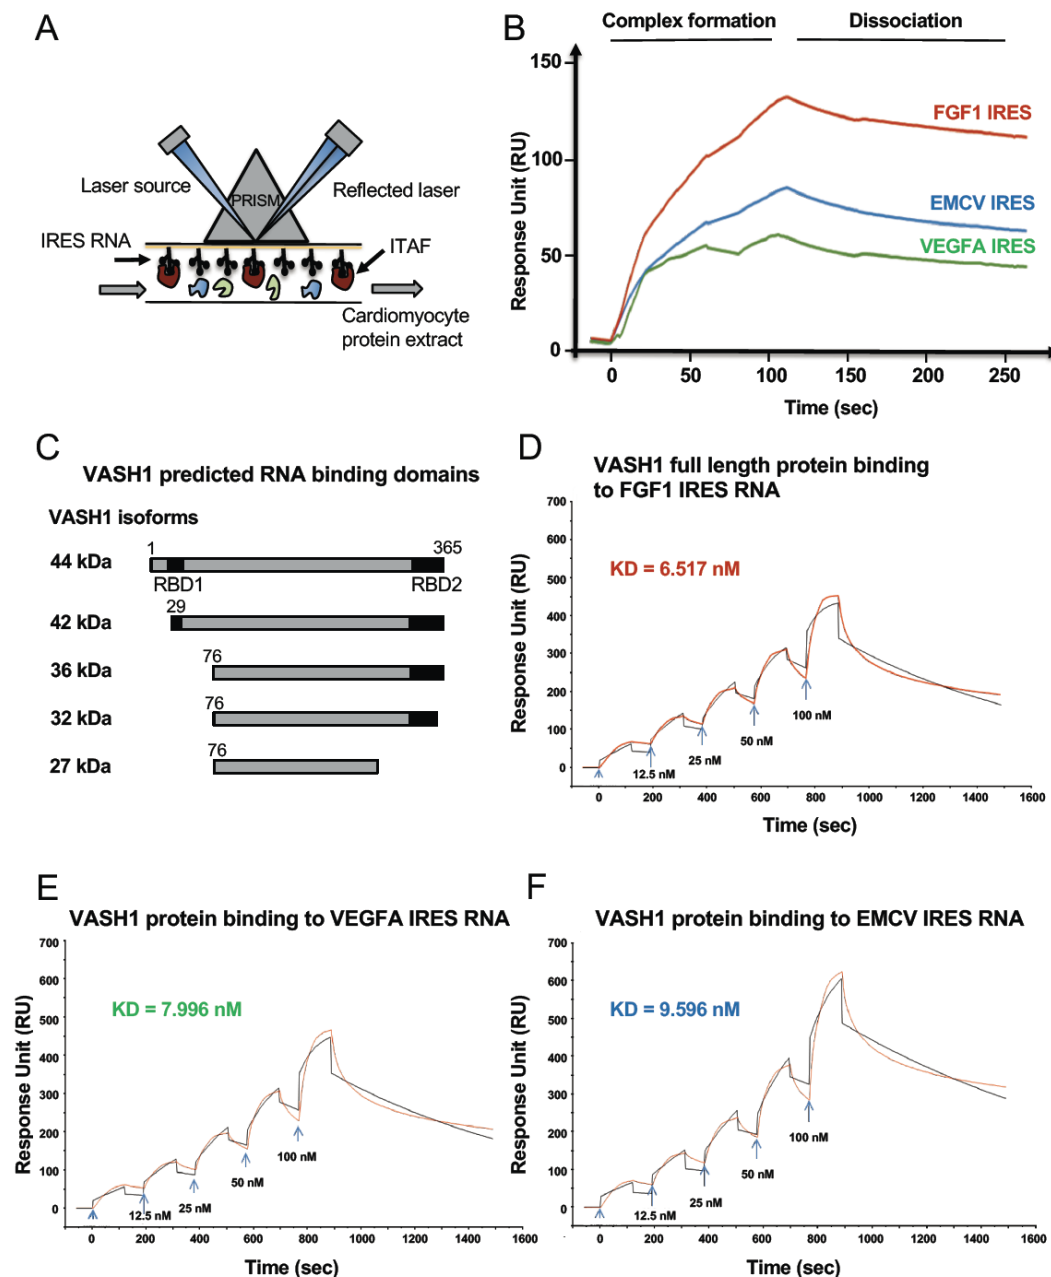 A
Laser source
PRISM
Reflected laser
IRES RNA
ITAF
Cardiomyocyte
protein extract
B
Complex formation
Dissociation
Response Unit (RU)
150
100
50
0
FGF1 IRES
EMCV IRES
VEGFA IRES
0 50 100 150 200 250
Time (sec)
C
VASH1 predicted RNA binding domains
VASH1 isoforms
1 365
44 kDa
RBD1 RBD2
29
42 kDa
76
36 kDa
76
32 kDa
76
27 kDa
D
VASH1 full length protein binding
to FGF1 IRES RNA
Response Unit (RU)
700
600
500
400
300
200
100
0
KD = 6.517 nM
12.5 nM
25 nM
50 nM
100 nM
0 200 400 600 800 1000 1200 1400 1600
Time (sec)
E
VASH1 protein binding to VEGFA IRES RNA
Response Unit (RU)
700
600
500
400
300
200
100
0
KD = 7.996 nM
12.5 nM
25 nM
50 nM
100 nM
0 200 400 600 800 1000 1200 1400 1600
Time (sec)
F
VASH1 protein binding to EMCV IRES RNA
Response Unit (RU)
700
600
500
400
300
200
100
0
KD = 9.596 nM
12.5 nM
25 nM
50 nM
100 nM
0 200 400 600 800 1000 1200 1400 1600
Time (sec)